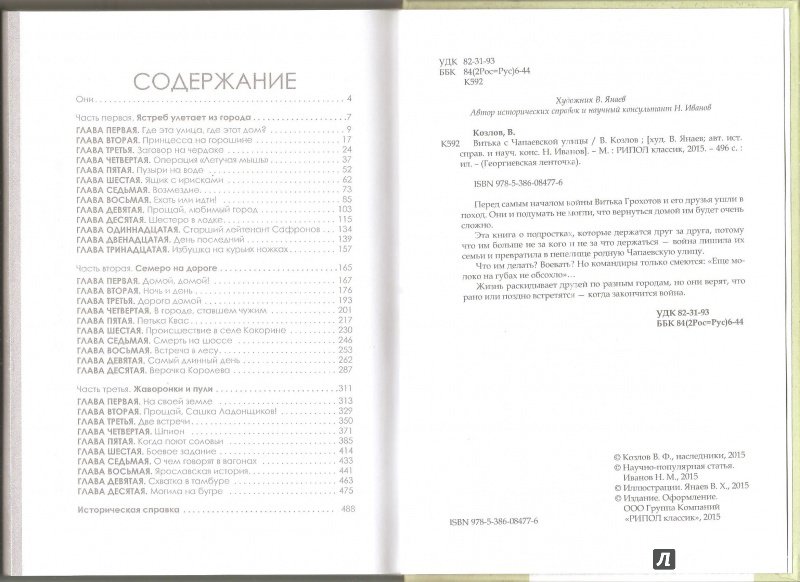 СОДЕРЖАНИЕ
Они 4
Часть первая. Ястреб улетает из города 7
ГЛАВА ПЕРВАЯ. Где эта улица, где этот дом? 9
ГЛАВА ВТОРАЯ. Принцесса на горошине 17
ГЛАВА ТРЕТЬЯ. Заговор на чердаке 24
ГЛАВА ЧЕТВЕРТАЯ. Операция «Летучая мышь» 37
ГЛАВА ПЯТАЯ. Пузыри на воде 52
ГЛАВА ШЕСТАЯ. Ящик с ирисками 62
ГЛАВА СЕДЬМАЯ. Возмездие 73
ГЛАВА ВОСЬМАЯ. Ехать или идти! 85
ГЛАВА ДЕВЯТАЯ. Прощай, любимый город 103
ГЛАВА ДЕСЯТАЯ. Шестеро в лодке 115
ГЛАВА ОДИННАДЦАТАЯ. Старший лейтенант Сафронов 134
ГЛАВА ДВЕНАДЦАТАЯ. День последний 139
ГЛАВА ТРИНАДЦАТАЯ. Избушка на курьих ножках 157
Часть вторая. Семеро на дороге 165
ГЛАВА ПЕРВАЯ. Домой, домой! 167
ГЛАВА ВТОРАЯ. Ночь и день 176
ГЛАВА ТРЕТЬЯ. Дорога домой 193
ГЛАВА ЧЕТВЕРТАЯ. В городе, ставшем чужим 201
ГЛАВА ПЯТАЯ. Петька Квас 217
ГЛАВА ШЕСТАЯ. Происшествие в селе Кокорине 230
ГЛАВА СЕДЬМАЯ. Смерть на шоссе 246
ГЛАВА ВОСЬМАЯ. Встреча в лесу 253
ГЛАВА ДЕВЯТАЯ. Самый длинный день 262
ГЛАВА ДЕСЯТАЯ. Верочка Королева 287
Часть третья. Жаворонки и пули 311
ГЛАВА ПЕРВАЯ. На своей земле 313
ГЛАВА ВТОРАЯ. Прощай, Сашка Ладонщиков! 329
ГЛАВА ТРЕТЬЯ. Две встречи 350
ГЛАВА ЧЕТВЕРТАЯ. Шпион 371
ГЛАВА ПЯТАЯ. Когда поют соловьи 385
ГЛАВА ШЕСТАЯ. Боевое задание 414
ГЛАВА СЕДЬМАЯ. О чем говорят в вагонах 433
ГЛАВА ВОСЬМАЯ. Ярославская история 441
ГЛАВА ДЕВЯТАЯ. Схватка в тамбуре 463
ГЛАВА ДЕСЯТАЯ. Могила на бугре 475
Историческая справка 488
УДК 82-31-93
ББК 84(2Рос=Рус)6-44
К592
Художник В. Янаев
Автор исторических справок и научный консультант Н. Иванов
Козлов, В.
К592 Витька с Чапаевской улицы / В. Козлов ; [худ. В. Янаев; авт. ист.
справ. и науч. конс. Н. Иванов]. – М. : РИПОЛ классик, 2015. – 496 с. :
ил. – (Георгиевская ленточка).
ISBN 978-5-386-08477-6
Перед самым началом войны Витька Грохотов и его друзья ушли в
поход. Они и подумать не могли, что вернуться домой им будет очень
сложно.
Эта книга о подростках, которые держатся друг за друга, потому
что им больше не за кого и не за что держаться — война лишила их
семьи и превратила в пепелище родную Чапаевскую улицу.
Что им делать? Воевать? Но командиры только смеются: «Еще мо-
локо на губах не обсохло»...
Жизнь раскидывает друзей по разным городам, но они верят, что
рано или поздно встретятся — когда закончится война.
УДК 82-31-93
ББК 84(2Рос=Рус)6-44
© Козлов В. Ф., наследники, 2015
© Научно-популярная статья.
Иванов Н. М., 2015
© Иллюстрации. Янаев В. Х., 2015
© Издание. Оформление.
ООО Группа Компаний
«РИПОЛ классик», 2015
ISBN 978-5-386-08477-6
Л